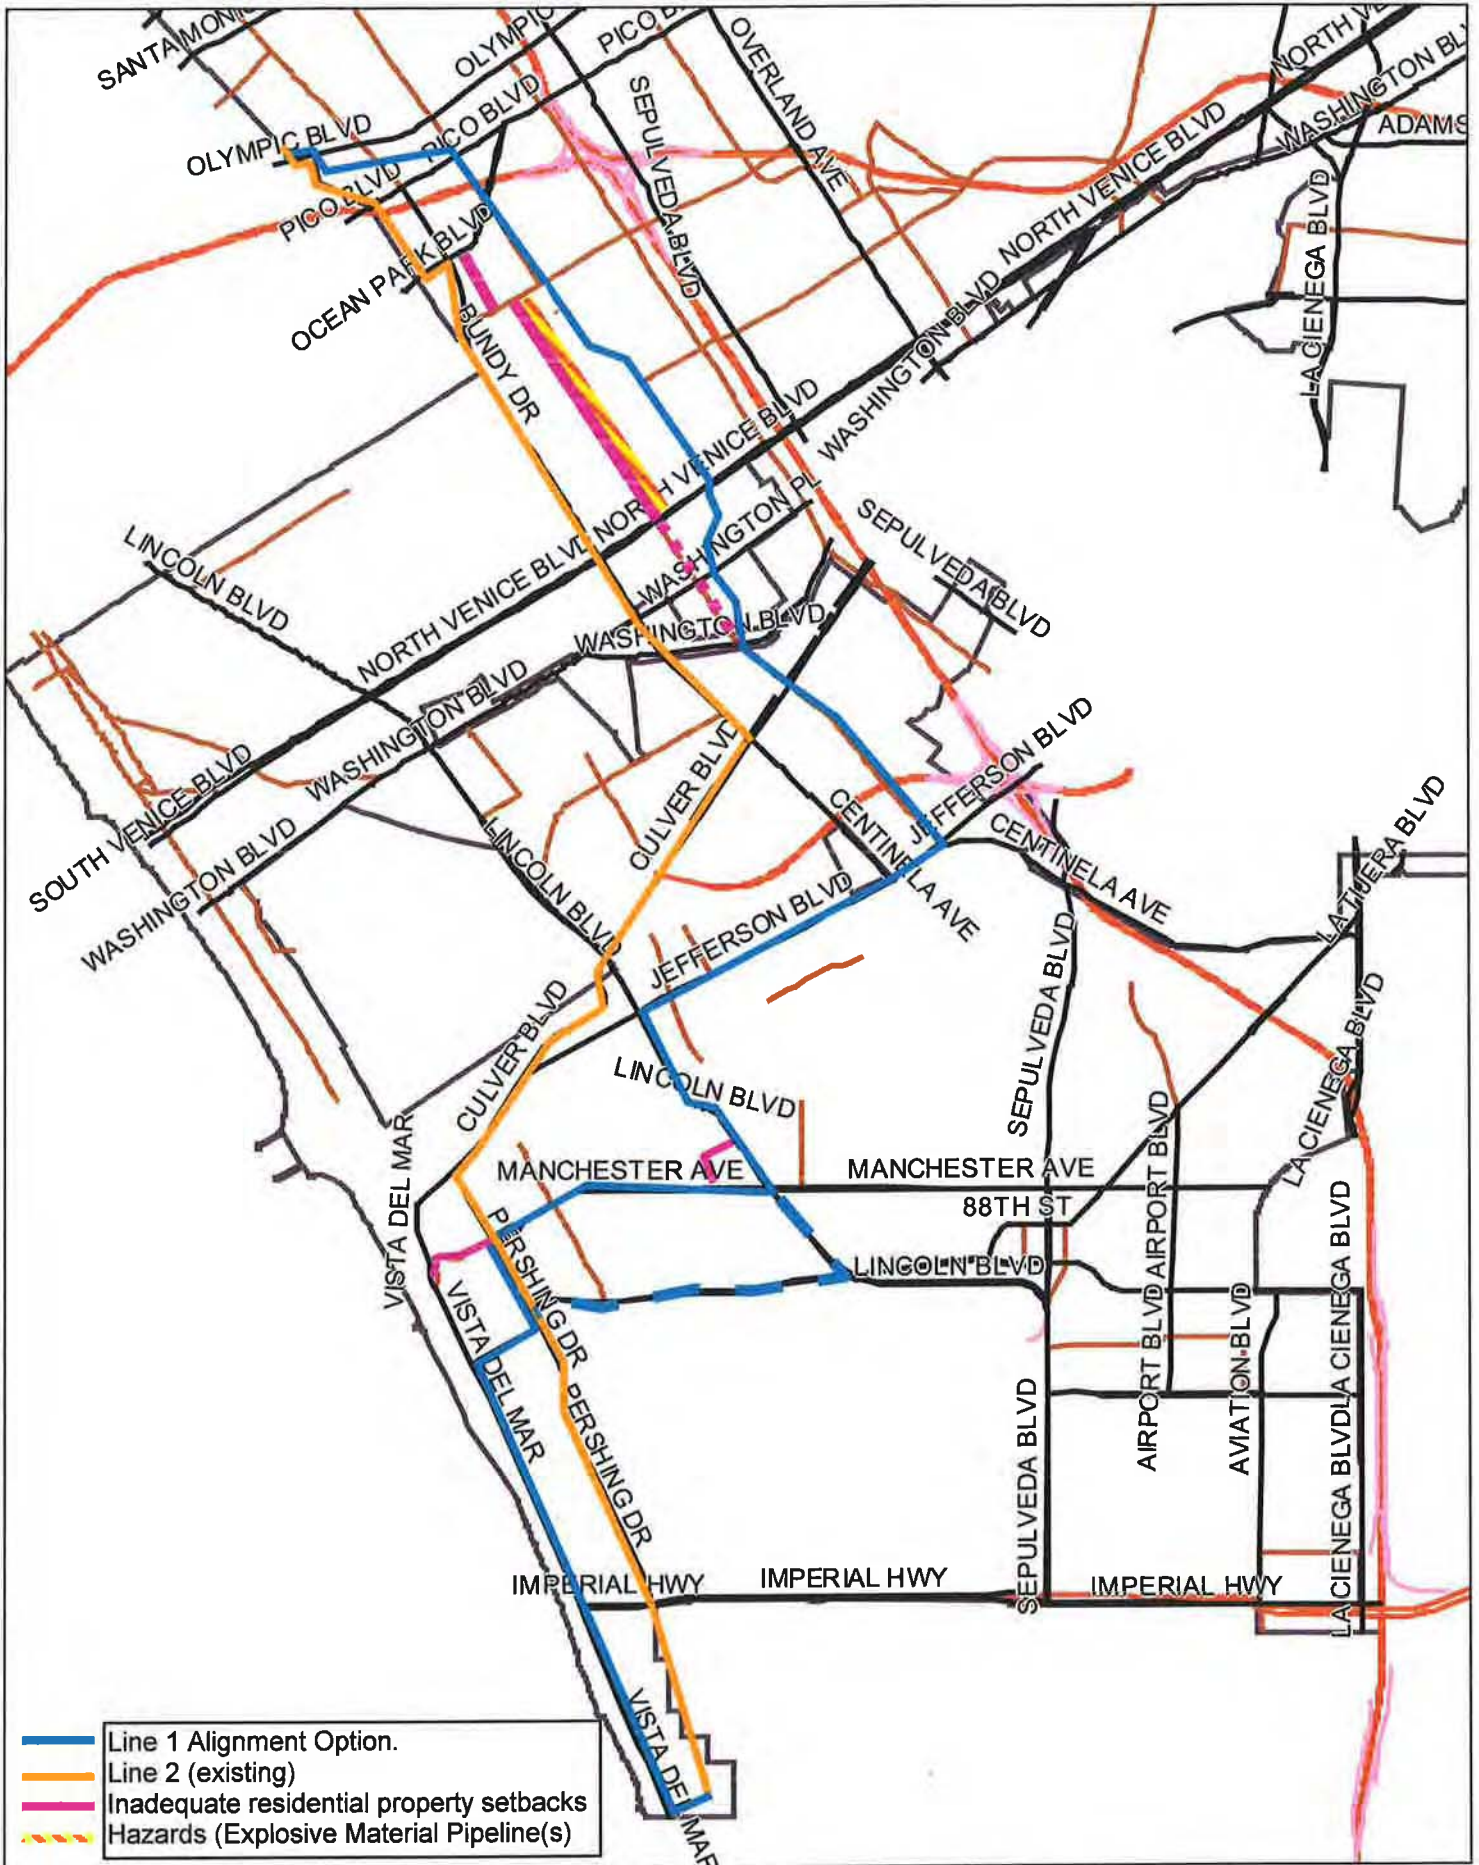 SANTA MONIC
OLYMPIC
PICO B
OVERLAND AVE
NORTH VE
WASHINGTON BLV
ADAMS
OLYMPIC BLVD
PICO BLVD
SEPULVEDA BLVD
NORTH VENICE BLVD
PICO BLVD
OCEAN PARK BLVD
LA CIENEGA BLVD
BUNDY DR
WASHINGTON BLVD
NORTH VENICE BLVD
WASHINGTON PL
SEPULVEDA BLVD
LINCOLN BLVD
NORTH VENICE BLVD
WASHINGTON BLVD
WASHINGTON BLVD
SOUTH VENICE BLVD
WASHINGTON BLVD
CULVER BLVD
CENTINELA AVE
JEFFERSON BLVD
CENTINELA AVE
LA TIJERA BLVD
LINCOLN BLVD
JEFFERSON BLVD
SEPULVEDA BLVD
CULVER BLVD
LINCOLN BLVD
LA CIENEGA BLVD
VISTA DEL MAR
MANCHESTER AVE
MANCHESTER AVE
88TH ST
AIRPORT BLVD
LINCOLN BLVD
PERSHING DR
VISTA DEL MAR
AIRPORT BLVD
AVIATION BLVD
LA CIENEGA BLVD
LA CIENEGA BLVD
PERSHING DR
SEPULVEDA BLVD
IMPERIAL HWY
IMPERIAL HWY
IMPERIAL HWY
VISTA DEL MAR
Line 1 Alignment Option.
Line 2 (existing)
Inadequate residential property setbacks
Hazards (Explosive Material Pipeline(s)